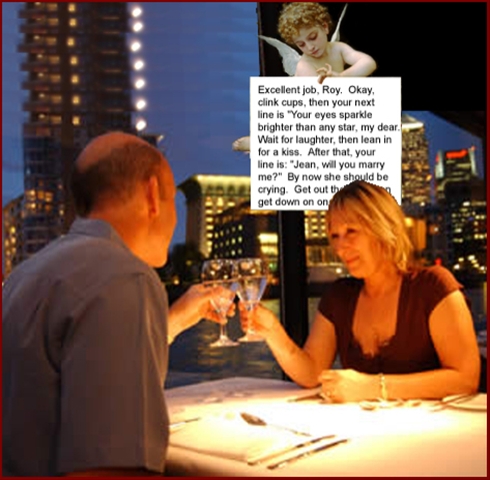 Excellent job, Roy. Okay,
clink cups, then your next
line is "Your eyes sparkle
brighter than any star, my dear.
Wait for laughter, then lean in
for a kiss. After that, your
line is: "Jean, will you marry
me?" By now she should be
crying. Get out
get down on